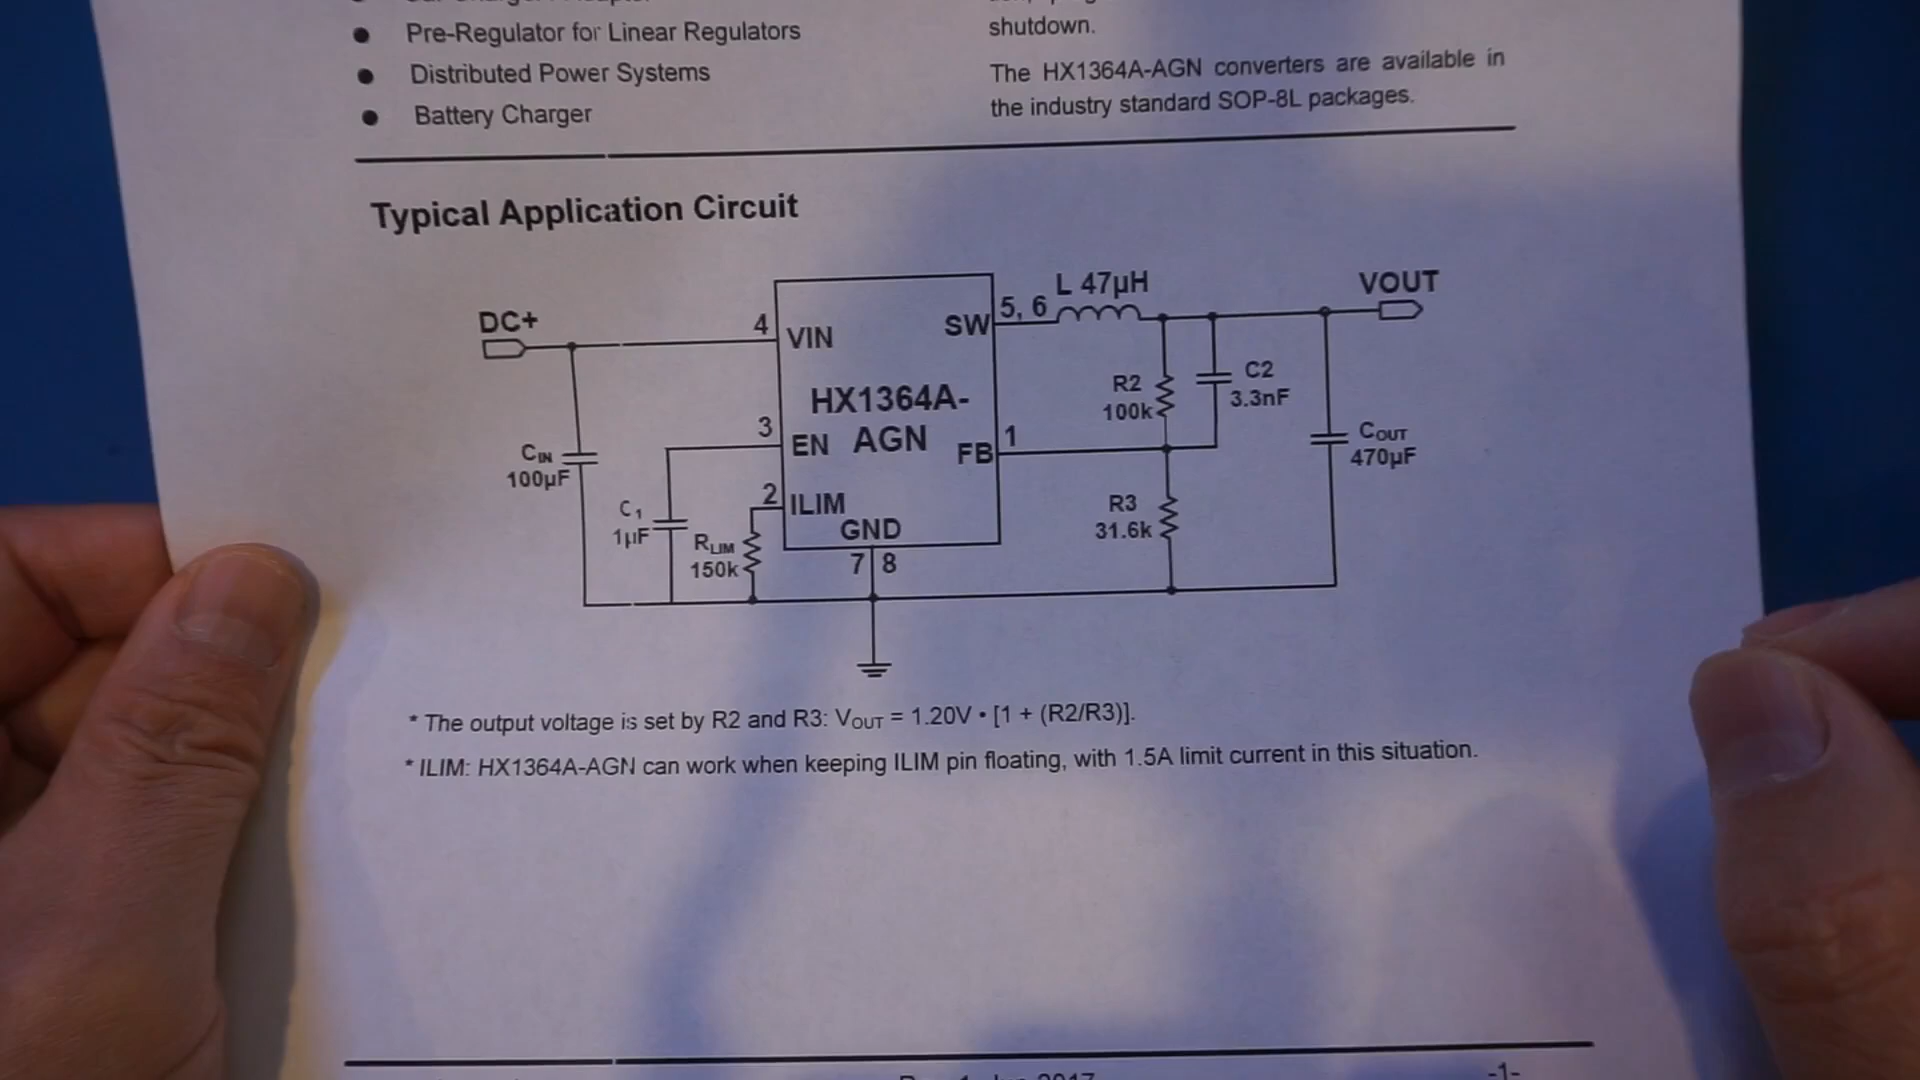 shutdown.
● Pre-Regulator for Linear Regulators
● Distributed Power Systems
● Battery Charger
The HX1364A-AGN converters are available in
the industry standard SOP-8L packages.
Typical Application Circuit
DC+
4
VIN
SW
5, 6
L 47µH
VOUT
HX1364A-
AGN
3
EN
FB
1
R2
100k
C2
3.3nF
CIN
100µF
COUT
470µF
C1
1µF
2
ILIM
RLIM
150k
GND
7
8
R3
31.6k
* The output voltage is set by R2 and R3: VOUT = 1.20V • [1 + (R2/R3)].
* ILIM: HX1364A-AGN can work when keeping ILIM pin floating, with 1.5A limit current in this situation.
-1-